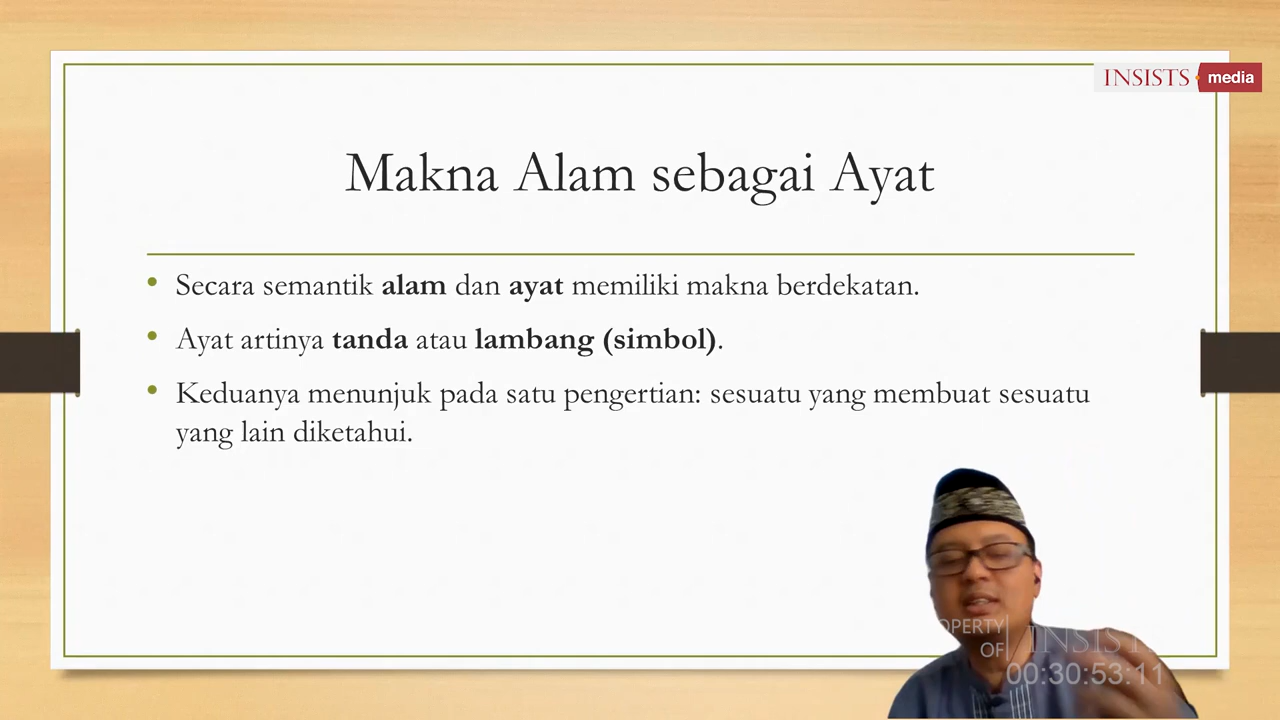 INSISTS media
Makna Alam sebagai Ayat
• Secara semantik alam dan ayat memiliki makna berdekatan.
• Ayat artinya tanda atau lambang (simbol).
• Keduanya menunjuk pada satu pengertian: sesuatu yang membuat sesuatu
yang lain diketahui.
OPERTY
OF INSISTS
00:30:53:11